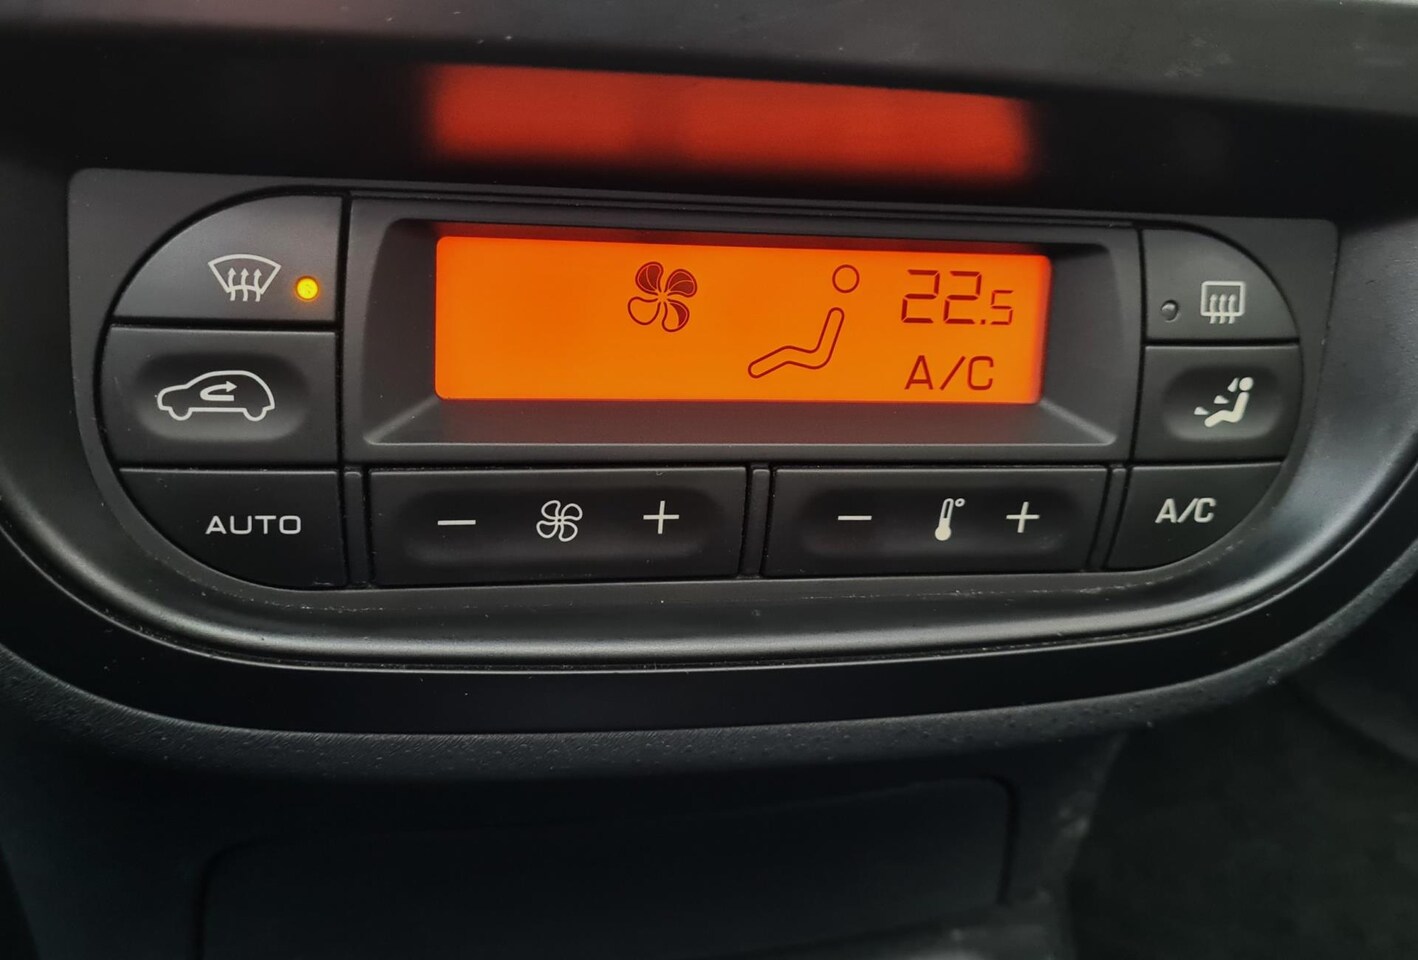 22.5
A/C
AUTO
− +
− ° +
A/C